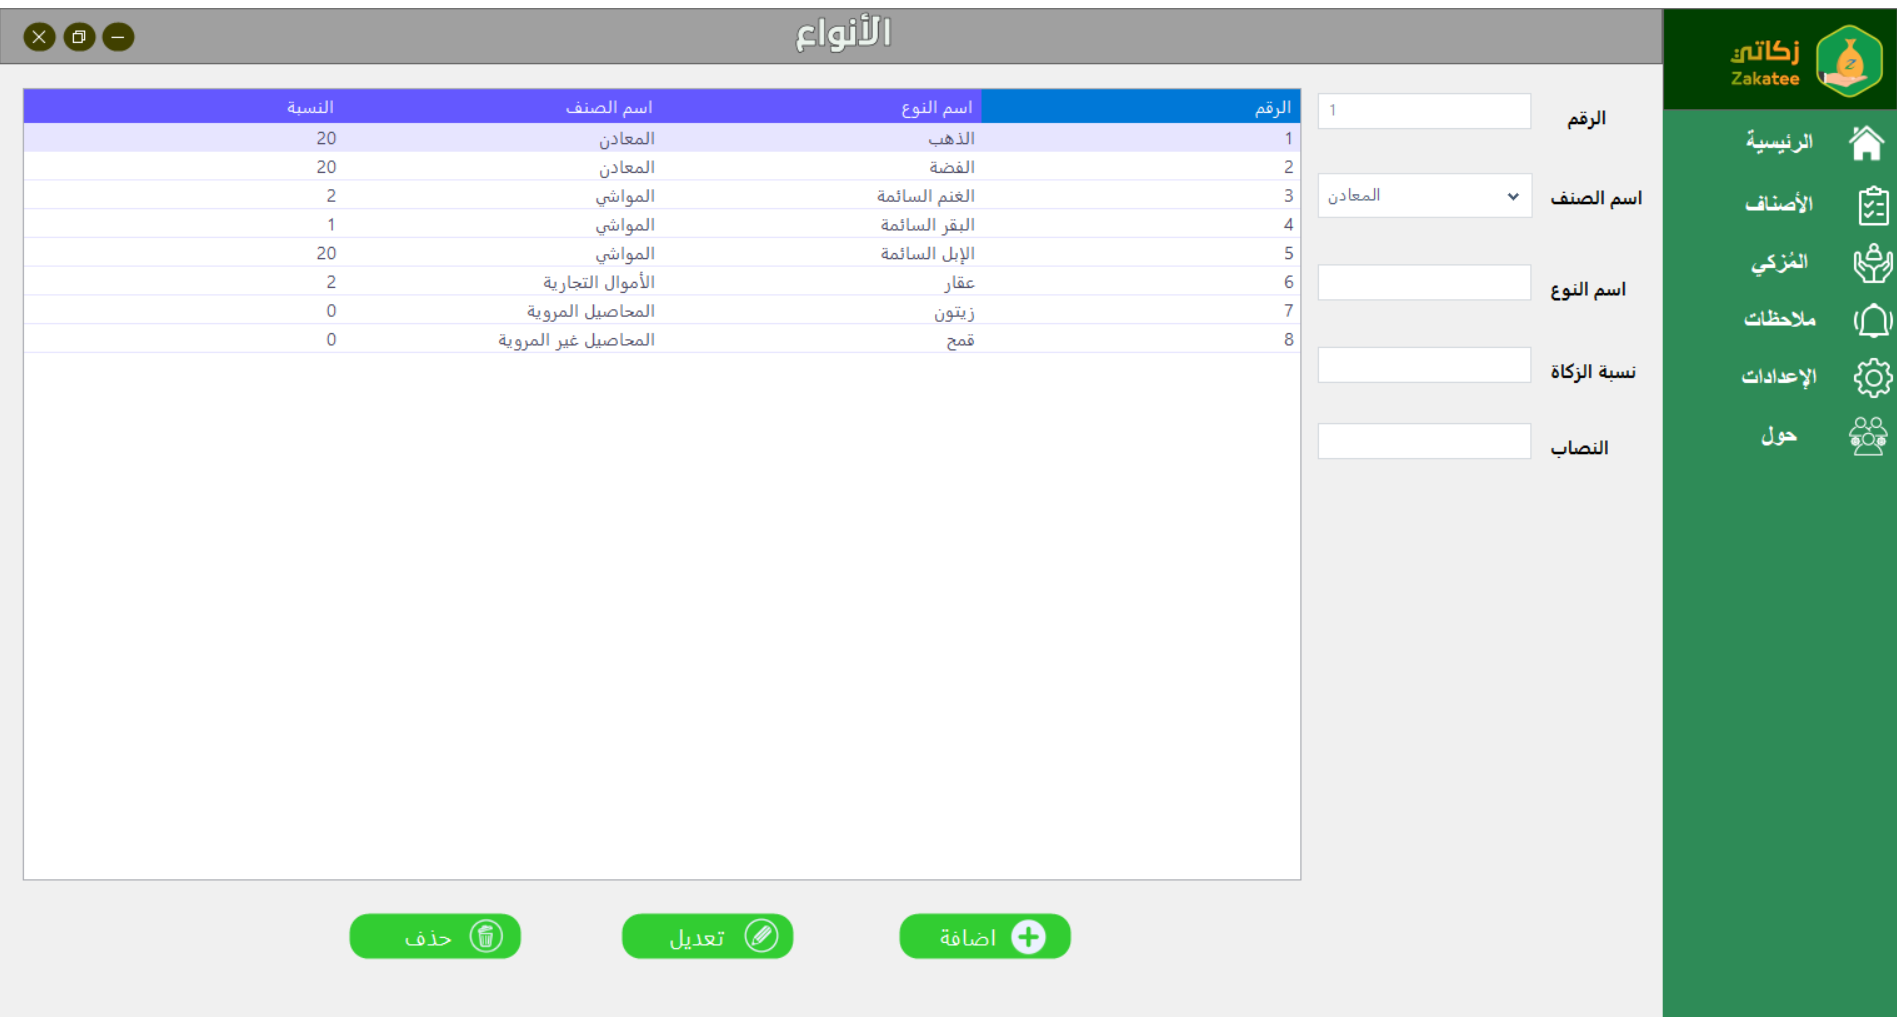 الأنواع
زكاتي
Zakatee
الرئيسية
الأصناف
المُزكي
ملاحظات
الإعدادات
حول
الرقم 1
اسم الصنف المعادن
اسم النوع
نسبة الزكاة
النصاب
الرقم اسم النوع اسم الصنف النسبة
1 الذهب المعادن 20
2 الفضة المعادن 20
3 الغنم السائمة المواشي 2
4 البقر السائمة المواشي 1
5 الإبل السائمة المواشي 20
6 عقار الأموال التجارية 2
7 زيتون المحاصيل المروية 0
8 قمح المحاصيل غير المروية 0
اضافة تعديل حذف